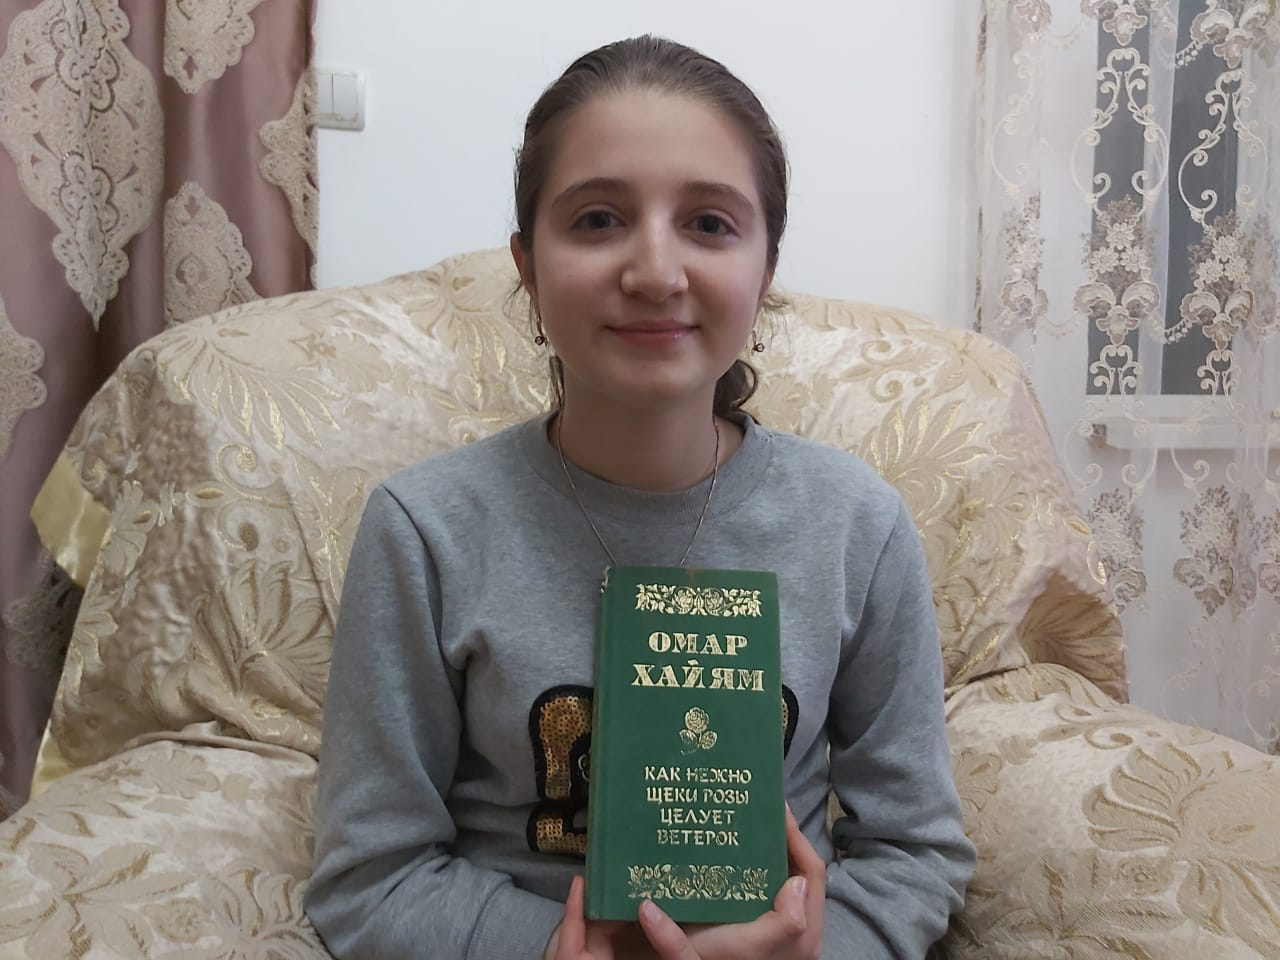 ОМАР
ХАЙЯМ
КАК НЕЖНО
ЩЕКИ РОЗЫ
ЦЕЛУЕТ
ВЕТЕРОК